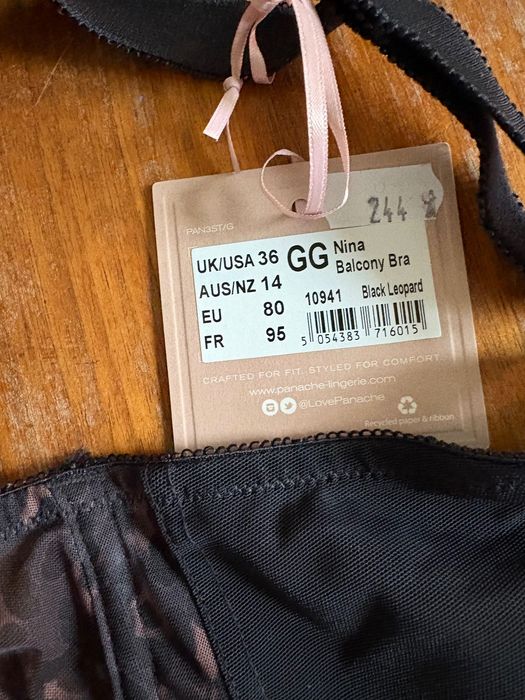 244
PAN3ST/G
UK/USA 36 GG Nina
Balcony Bra
AUS/NZ 14
EU 80
FR 95
10941 Black Leopard
5 054383 716015
CRAFTED FOR FIT. STYLED FOR COMFORT.
www.panache-lingerie.com
@LovePanache
Recycled paper & ribbon